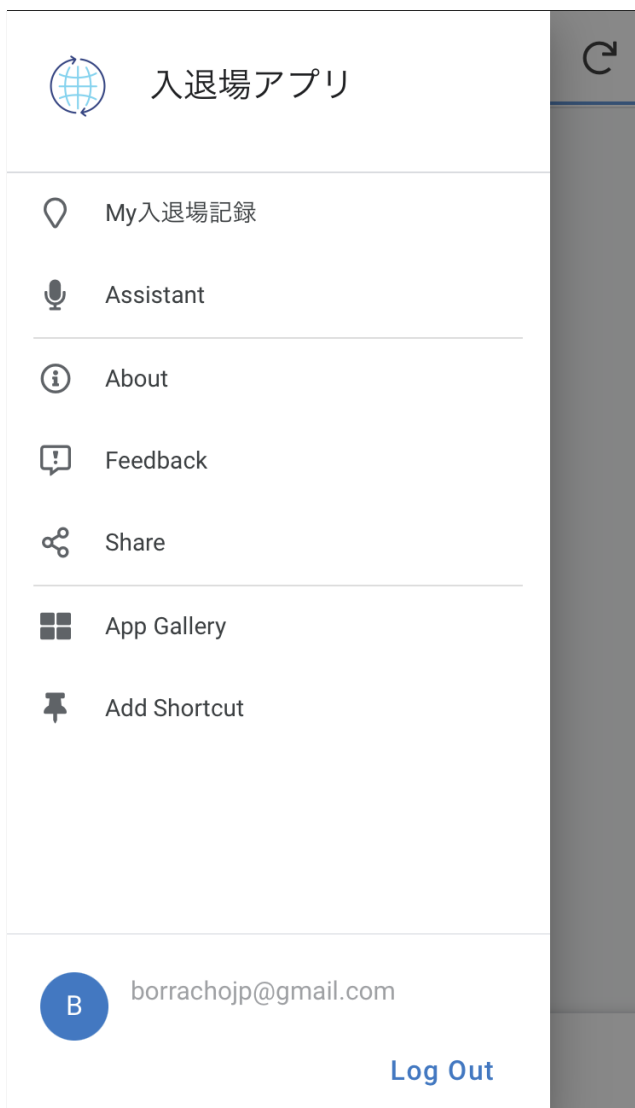 入退場アプリ
My入退場記録
Assistant
About
Feedback
Share
App Gallery
Add Shortcut
B
borrachojp@gmail.com
Log Out